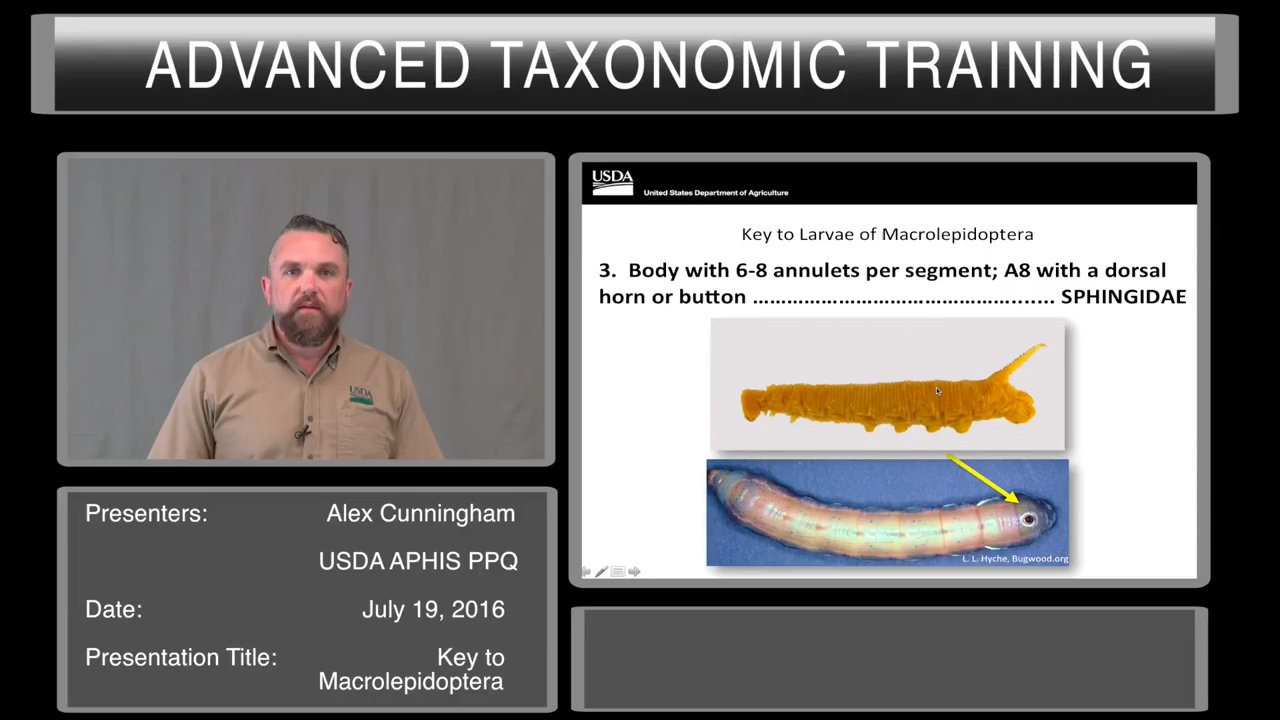 ADVANCED TAXONOMIC TRAINING
USDA
United States Department of Agriculture
Key to Larvae of Macrolepidoptera
3. Body with 6-8 annulets per segment; A8 with a dorsal
horn or button ……………………………………....... SPHINGIDAE
L. L. Hyche, Bugwood.org
USDA
Presenters: Alex Cunningham
USDA APHIS PPQ
Date: July 19, 2016
Presentation Title: Key to
Macrolepidoptera